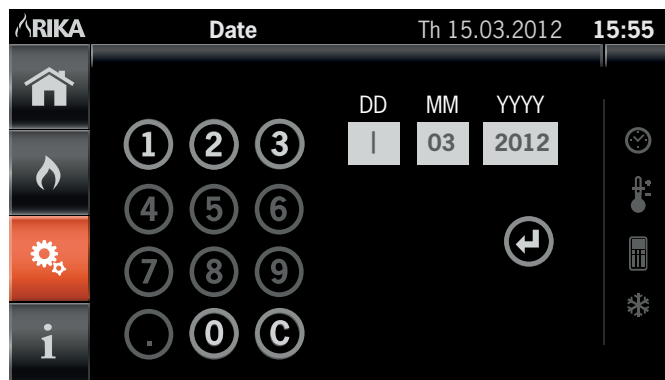 RIKA Date Th 15.03.2012 15:55
DD MM YYYY
1 2 3 | 03 2012
4 5 6
7 8 9
. 0 C
i